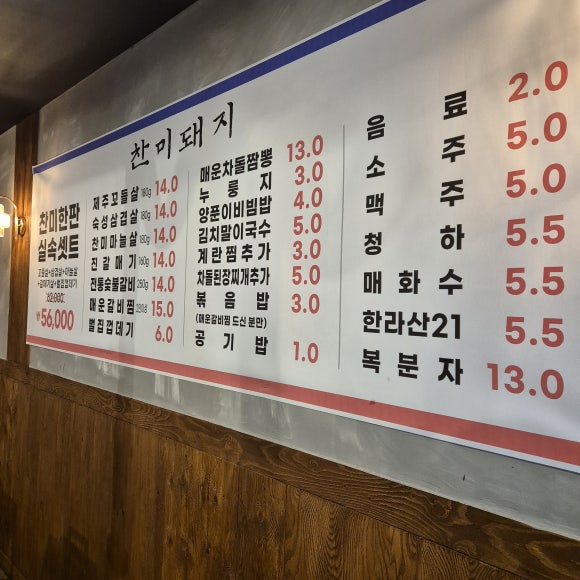 찬미돼지
찬미한판
실속셋트
₩56,000
제주꼬들살 180g 14.0
숙성삼겹살 180g 14.0
찬미마늘살 180g 14.0
진갈매기 160g 14.0
전통숯불갈비 250g 14.0
매운갈비찜 15.0
벌집껍데기 6.0
매운차돌짬뽕 13.0
누룽지 3.0
양푼이비빔밥 4.0
김치말이국수 5.0
계란찜추가 3.0
차돌된장찌개추가 5.0
볶음밥 3.0
(매운갈비찜 드신 분만)
공기밥 1.0
음료 2.0
소주 5.0
맥주 5.0
청하 5.5
매화수 5.5
한라산21 5.5
복분자 13.0